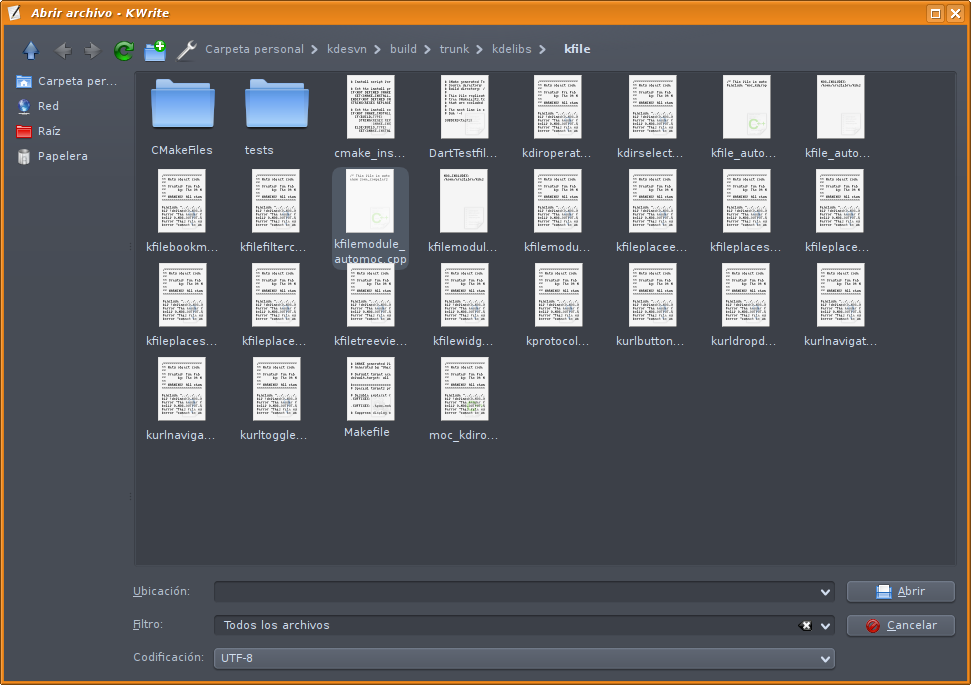 Abrir archivo - KWrite
Carpeta personal > kdesvn > build > trunk > kdelibs > kfile
Carpeta per...
Red
Raíz
Papelera
CMakeFiles
tests
cmake_ins...
DartTestfil...
kdiroperat...
kdirselect...
kfile_auto...
kfile_auto...
kfilebookm...
kfilefilterc...
kfilemodule_
automoc.cpp
kfilemodul...
kfilemodu...
kfileplacee...
kfileplaces...
kfileplace...
kfileplaces...
kfileplace...
kfiletreevie...
kfilewidg...
kprotocol...
kurlbutton...
kurldropd...
kurlnavigat...
kurlnaviga...
kurltoggle...
Makefile
moc_kdiro...
Ubicación:
Abrir
Filtro:
Todos los archivos
Cancelar
Codificación:
UTF-8